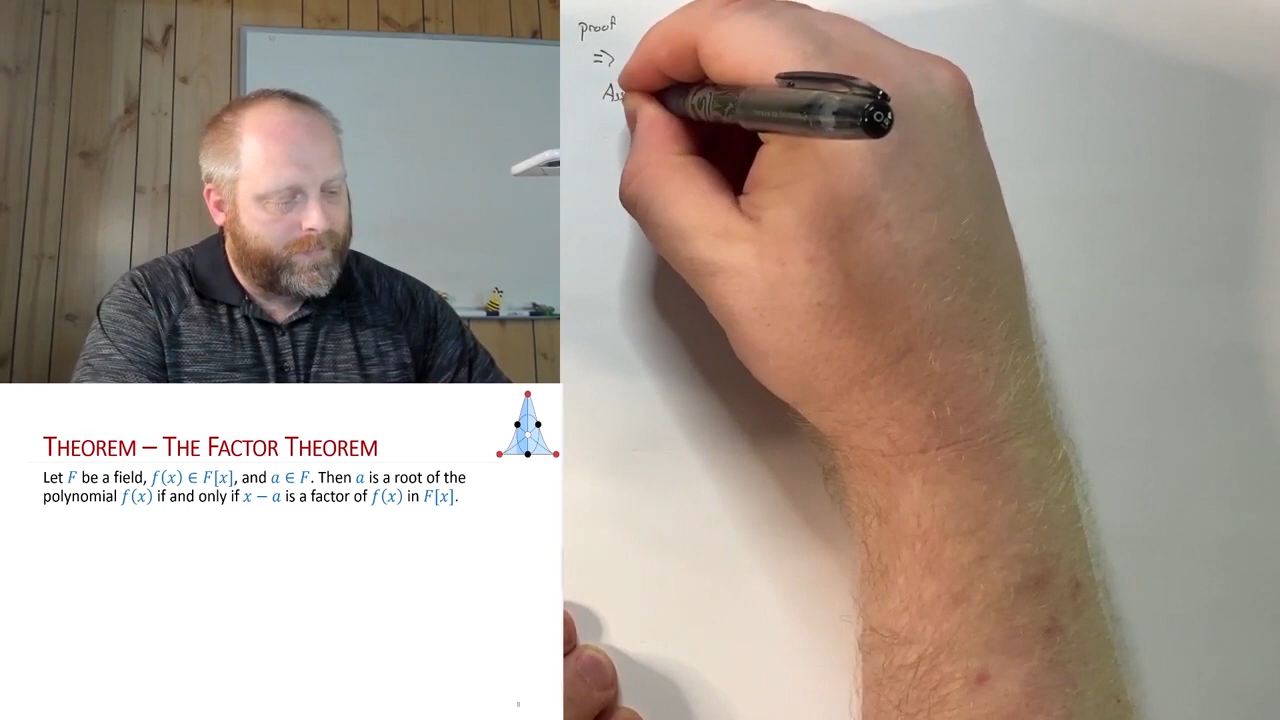 proof
⇒
THEOREM – THE FACTOR THEOREM
Let F be a field, f(x) ∈ F[x], and a ∈ F. Then a is a root of the
polynomial f(x) if and only if x − a is a factor of f(x) in F[x].